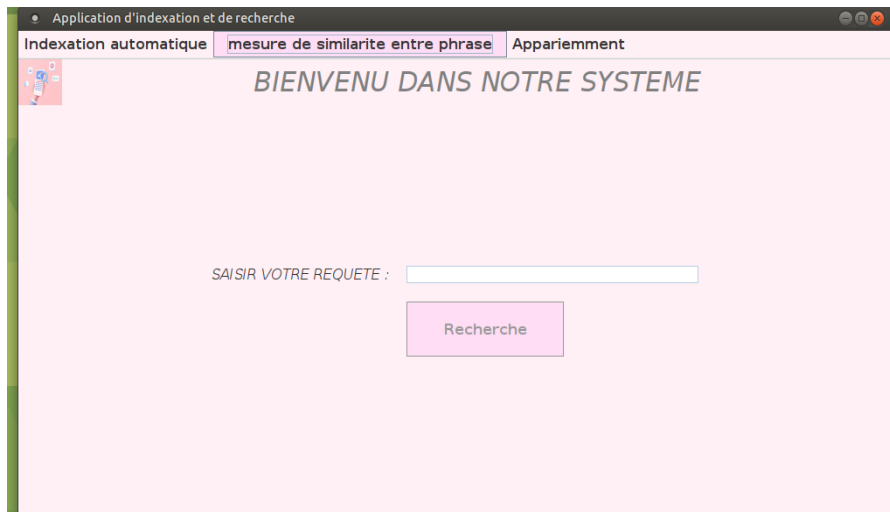 Application d'indexation et de recherche
Indexation automatique mesure de similarite entre phrase Appariemment
BIENVENU DANS NOTRE SYSTEME
SAISIR VOTRE REQUETE :
Recherche